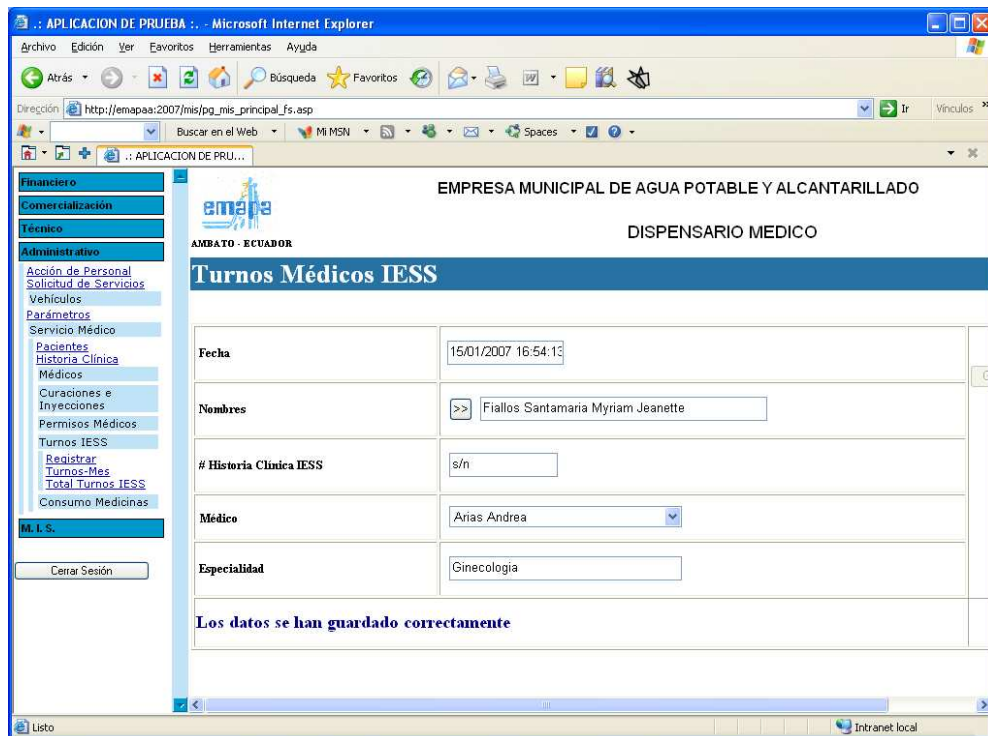 .: APLICACION DE PRUEBA :. - Microsoft Internet Explorer
Archivo Edición Ver Favoritos Herramientas Ayuda
Atrás Búsqueda Favoritos
Dirección http://emapaa:2007/mis/pg_mis_principal_fs.asp Ir Vínculos »
Buscar en el Web Mi MSN Spaces
.: APLICACION DE PRU...
Financiero
Comercialización
Técnico
Administrativo
Acción de Personal
Solicitud de Servicios
Vehículos
Parámetros
Servicio Médico
Pacientes
Historia Clínica
Médicos
Curaciones e
Inyecciones
Permisos Médicos
Turnos IESS
Registrar
Turnos-Mes
Total Turnos IESS
Consumo Medicinas
M. I. S.
Cerrar Sesión
emapa
AMBATO - ECUADOR
EMPRESA MUNICIPAL DE AGUA POTABLE Y ALCANTARILLADO
DISPENSARIO MEDICO
Turnos Médicos IESS
Fecha 15/01/2007 16:54:13
Nombres >> Fiallos Santamaria Myriam Jeanette
# Historia Clínica IESS s/n
Médico Arias Andrea
Especialidad Ginecologia
Los datos se han guardado correctamente
Listo Intranet local